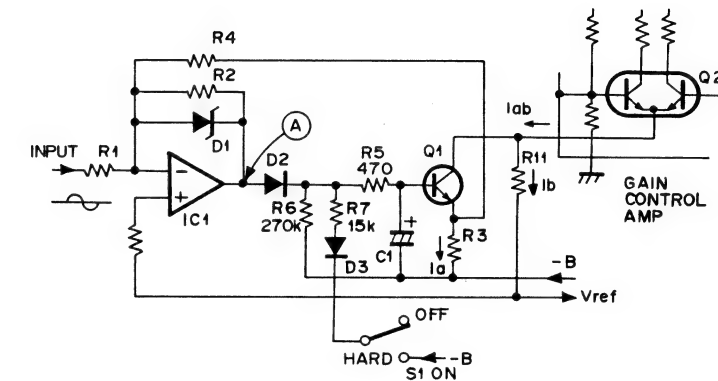 R4
R2
Q2
Iab
A
D1
INPUT
R1
D2
R5
470
Q1
R11
Ib
−
+
IC1
R6
270k
R7
15k
+
C1
R3
Ia
GAIN
CONTROL
AMP
D3
−B
Vref
OFF
HARD
−B
S1 ON